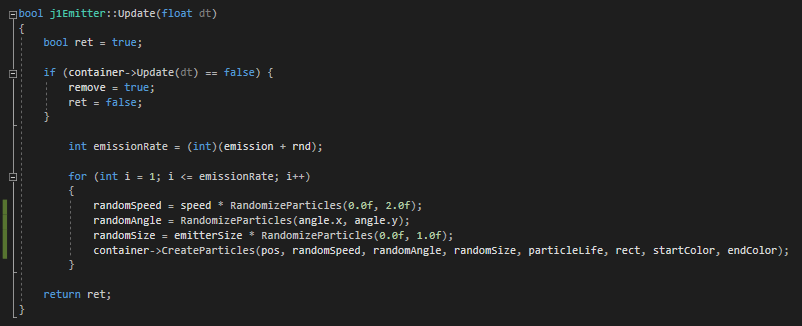 bool j1Emitter::Update(float dt)
{
    bool ret = true;

    if (container->Update(dt) == false) {
        remove = true;
        ret = false;
    }

        int emissionRate = (int)(emission + rnd);

        for (int i = 1; i <= emissionRate; i++)
        {
            randomSpeed = speed * RandomizeParticles(0.0f, 2.0f);
            randomAngle = RandomizeParticles(angle.x, angle.y);
            randomSize = emitterSize * RandomizeParticles(0.0f, 1.0f);
            container->CreateParticles(pos, randomSpeed, randomAngle, randomSize, particleLife, rect, startColor, endColor);
        }

    return ret;
}